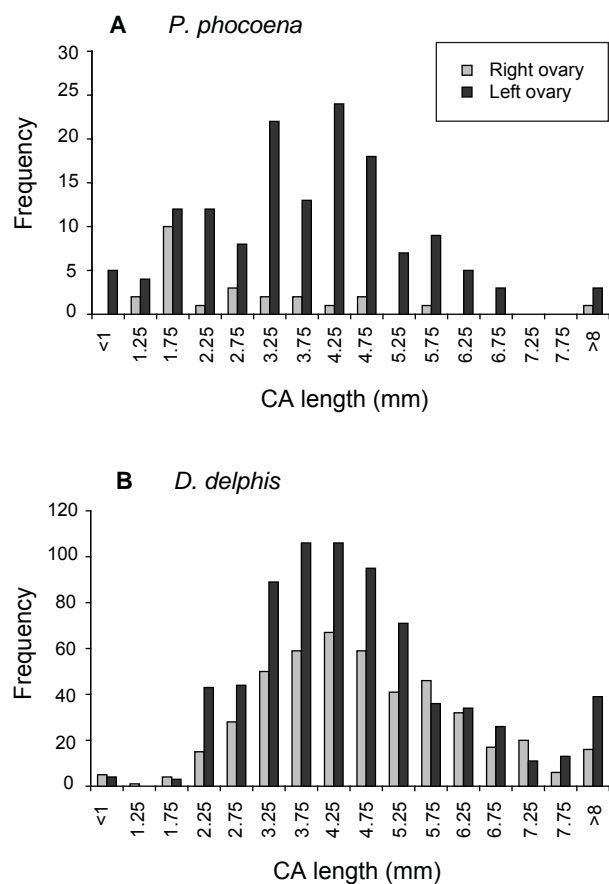 A P. phocoena
Right ovary
Left ovary
Frequency
30
25
20
15
10
5
0
<1 1.25 1.75 2.25 2.75 3.25 3.75 4.25 4.75 5.25 5.75 6.25 6.75 7.25 7.75 >8
CA length (mm)
B D. delphis
Frequency
120
100
80
60
40
20
0
<1 1.25 1.75 2.25 2.75 3.25 3.75 4.25 4.75 5.25 5.75 6.25 6.75 7.25 7.75 >8
CA length (mm)